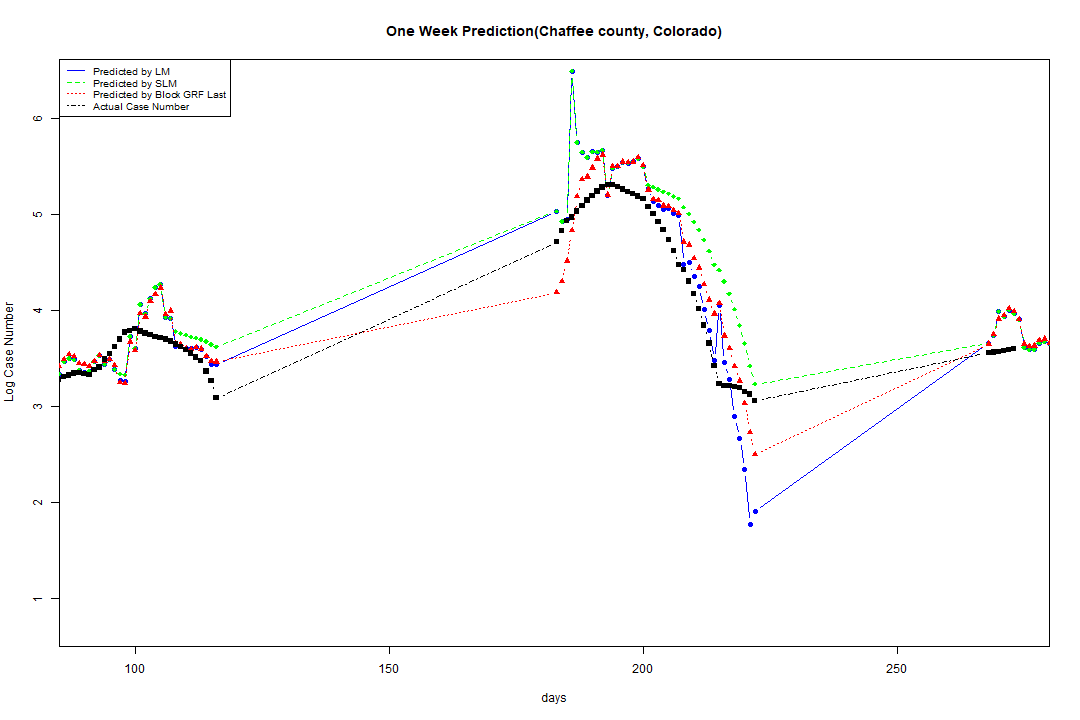 One Week Prediction(Chaffee county, Colorado)
Predicted by LM
Predicted by SLM
Predicted by Block GRF Last
Actual Case Number
6
5
4
3
2
1
Log Case Number
100 150 200 250
days